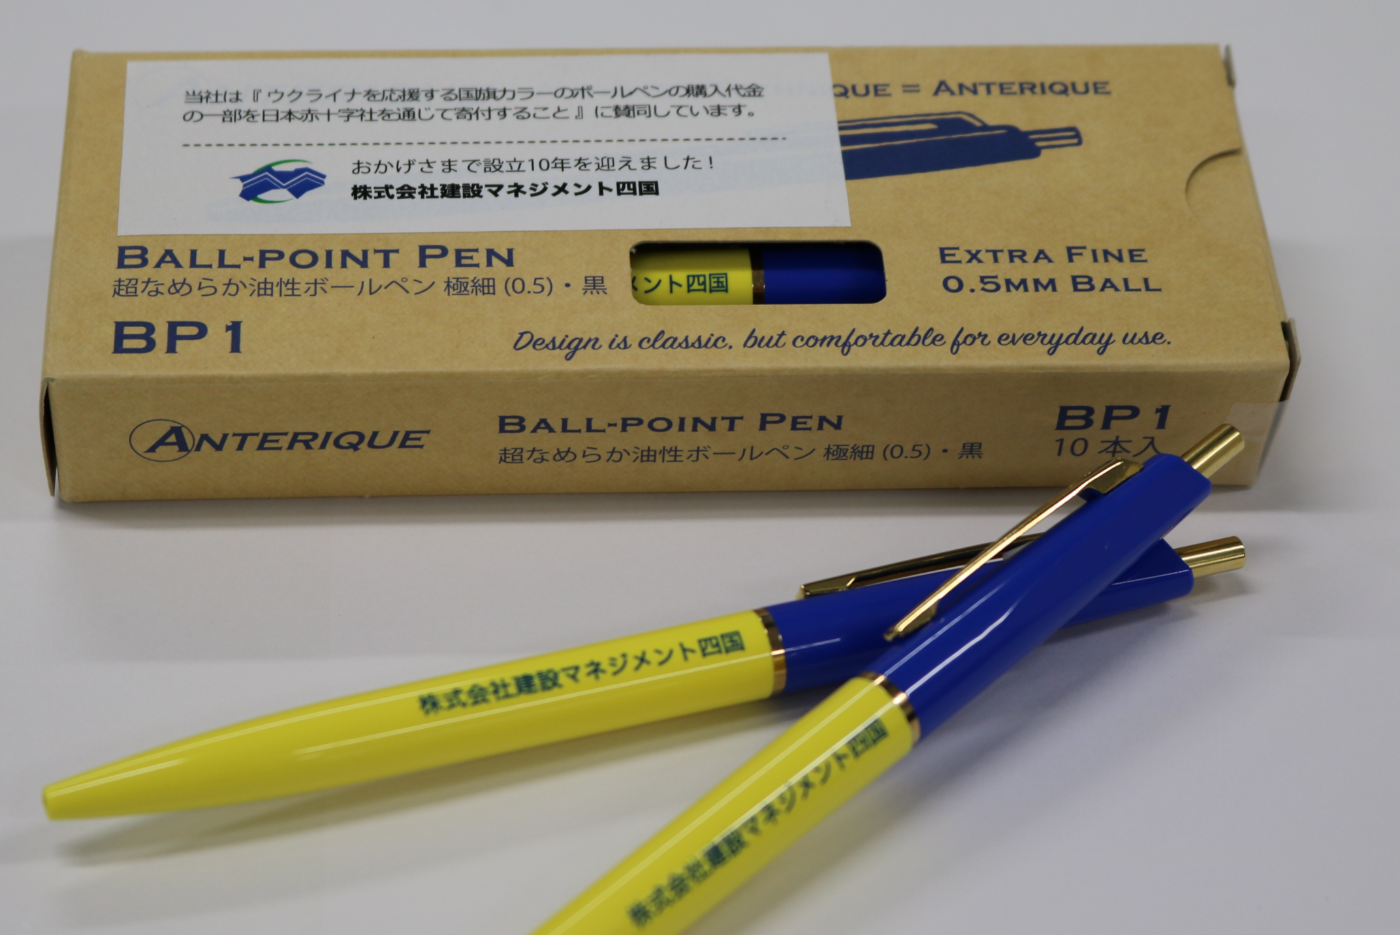 当社は『ウクライナを応援する国旗カラーのボールペンの購入代金
の一部を日本赤十字社を通じて寄付すること』に賛同しています。
おかげさまで設立10年を迎えました!
株式会社建設マネジメント四国
QUE = ANTERIQUE
BALL-POINT PEN
超なめらか油性ボールペン 極細 (0.5)・黒
BP1
メント四国
EXTRA FINE
0.5MM BALL
Design is classic, but comfortable for everyday use.
ANTERIQUE
BALL-POINT PEN
超なめらか油性ボールペン 極細 (0.5)・黒
BP1
10本入
株式会社建設マネジメント四国
株式会社建設マネジメント四国